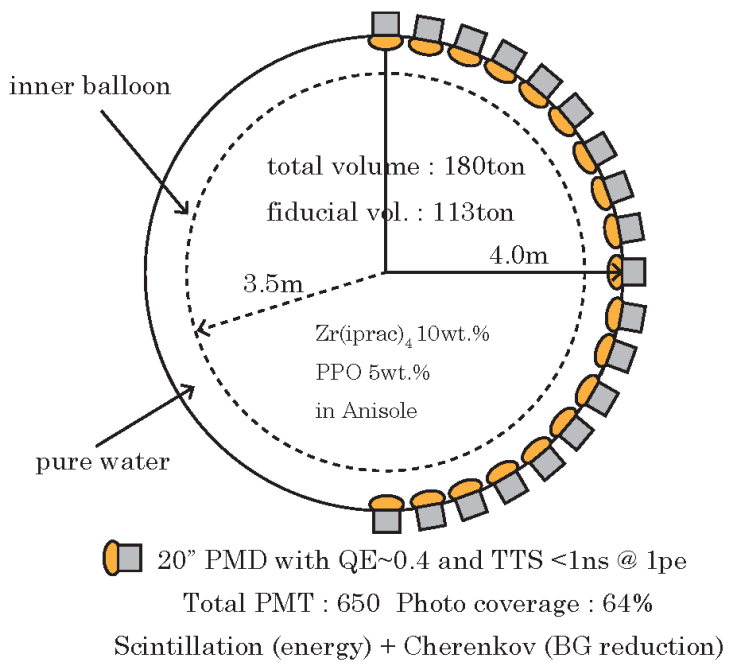 inner balloon
total volume : 180ton
fiducial vol. : 113ton
4.0m
3.5m
Zr(iprac)₄ 10wt.%
PPO 5wt.%
in Anisole
pure water
20” PMD with QE~0.4 and TTS <1ns @ 1pe
Total PMT : 650 Photo coverage : 64%
Scintillation (energy) + Cherenkov (BG reduction)